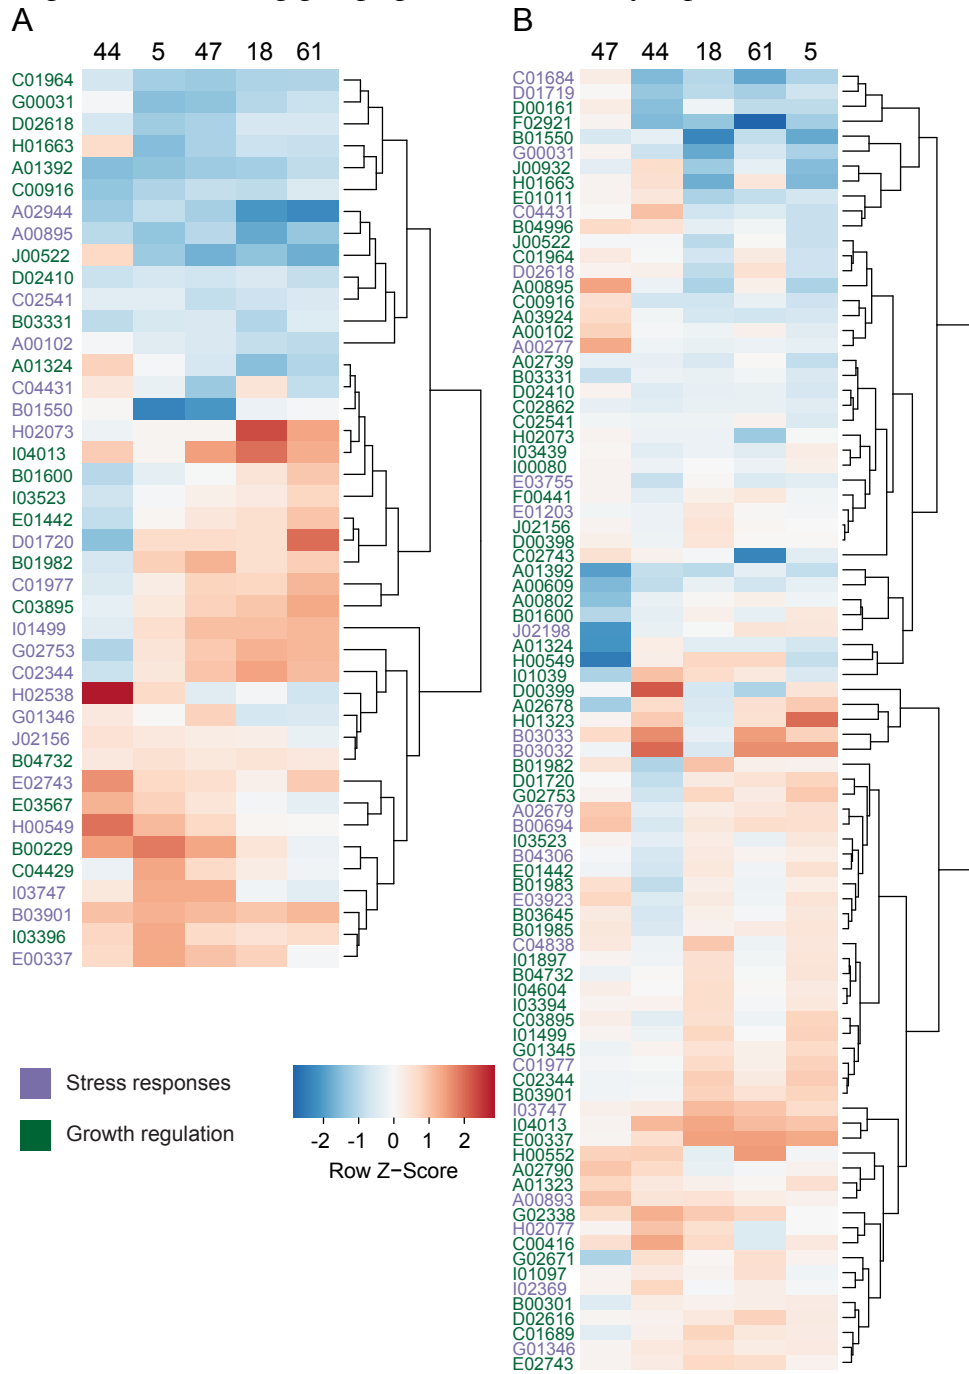 A
44 5 47 18 61
C01964
G00031
D02618
H01663
A01392
C00916
A02944
A00895
J00522
D02410
C02541
B03331
A00102
A01324
C04431
B01550
H02073
I04013
B01600
I03523
E01442
D01720
B01982
C01977
C03895
I01499
G02753
C02344
H02538
G01346
J02156
B04732
E02743
E03567
H00549
B00229
C04429
I03747
B03901
I03396
E00337
Stress responses
Growth regulation
-2 -1 0 1 2
Row Z−Score
B
47 44 18 61 5
C01684
D01719
D00161
F02921
B01550
G00031
J00932
H01663
E01011
C04431
B04996
J00522
C01964
D02618
A00895
C00916
A03924
A00102
A00277
A02739
B03331
D02410
C02862
C02541
H02073
I03439
I00080
E03755
F00441
E01203
J02156
D00398
C02743
A01392
A00609
A00802
B01600
J02198
A01324
H00549
I01039
D00399
A02678
H01323
B03033
B03032
B01982
D01720
G02753
A02679
B00694
I03523
B04306
E01442
B01983
E03923
B03645
B01985
C04838
I01897
B04732
I04604
I03394
C03895
I01499
G01345
C01977
C02344
B03901
I03747
I04013
E00337
H00552
A02790
A01323
A00893
G02338
H02077
C00416
G02671
I01097
I02369
B00301
D02616
C01689
G01346
E02743